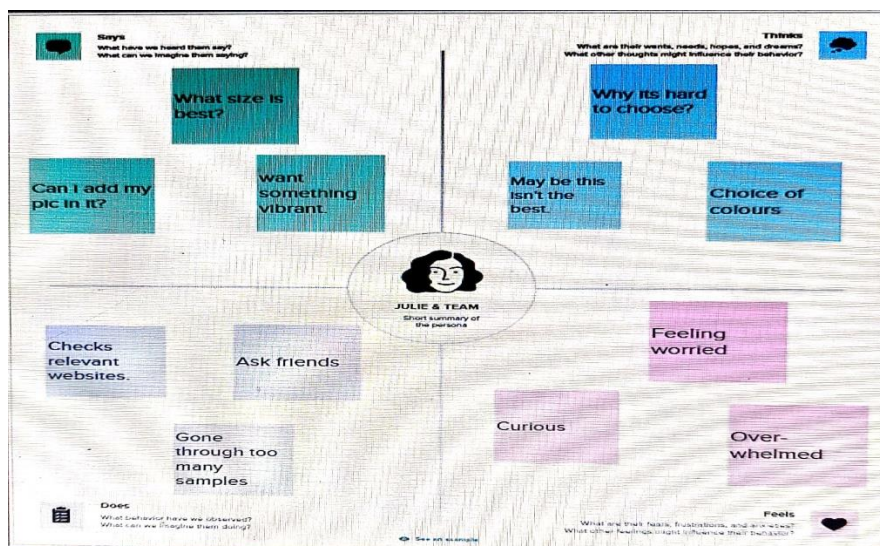 Says
What have we heard them say?
What can we imagine them saying?
Thinks
What are their wants, needs, hopes, and dreams?
What other thoughts might influence their behavior?
What size is
best?
Can I add my
pic in it?
want
something
vibrant.
Why its hard
to choose?
May be this
isn't the
best.
Choice of
colours
JULIE & TEAM
Short summary of
the persona
Checks
relevant
websites.
Ask friends
Gone
through too
many
samples
Feeling
worried
Curious
Over-
whelmed
Does
What behavior have we observed?
What can we imagine them doing?
Feels
What are their fears, frustrations, and anxieties?
What other feelings might influence their behavior?
See an example